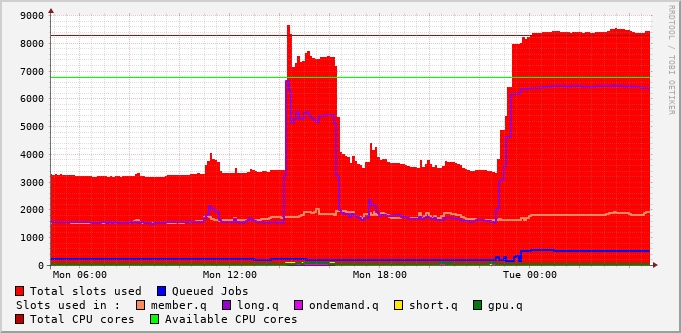 9000
8000
7000
6000
5000
4000
3000
2000
1000
0
Mon 06:00 Mon 12:00 Mon 18:00 Tue 00:00
RRDTOOL / TOBI OETIKER
Total slots used Queued Jobs
Slots used in : member.q long.q ondemand.q short.q gpu.q
Total CPU cores Available CPU cores